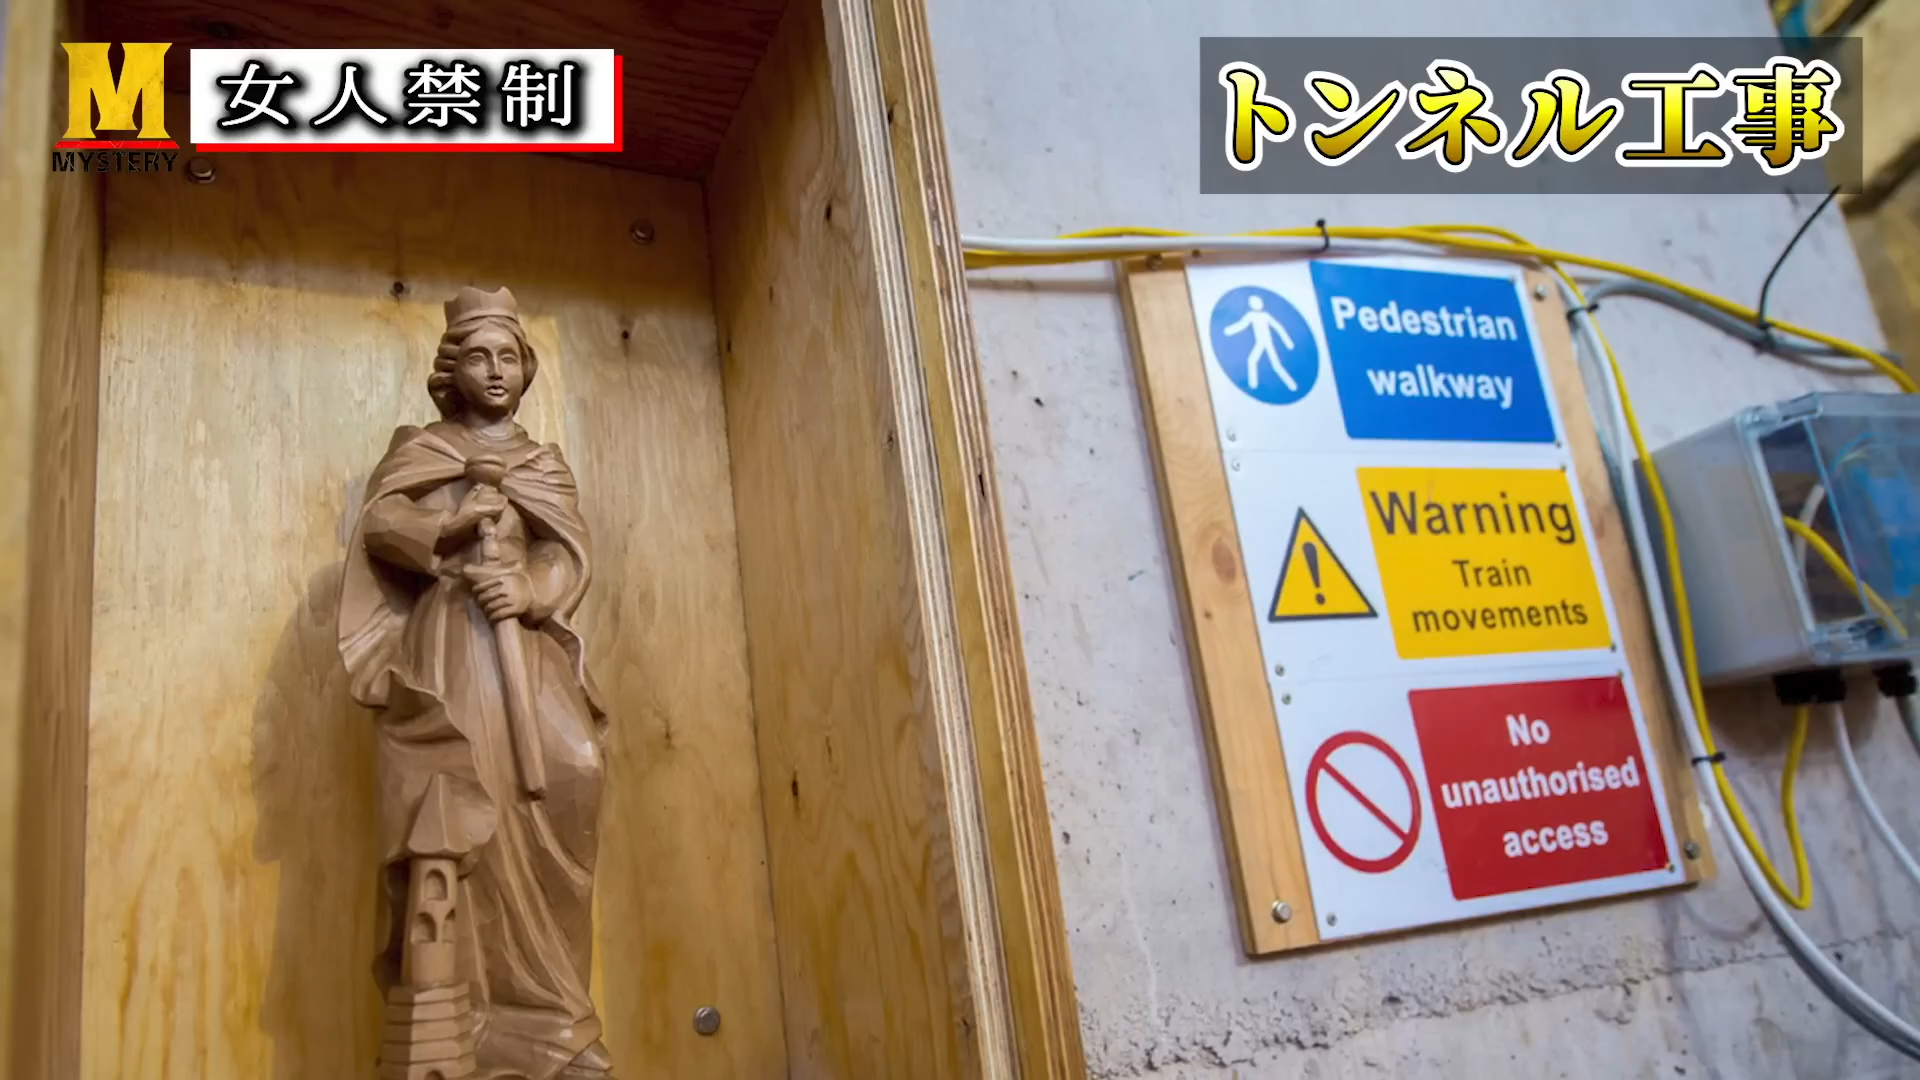 M
MYSTERY
女人禁制
トンネル工事
Pedestrian
walkway
Warning
Train
movements
No
unauthorised
access